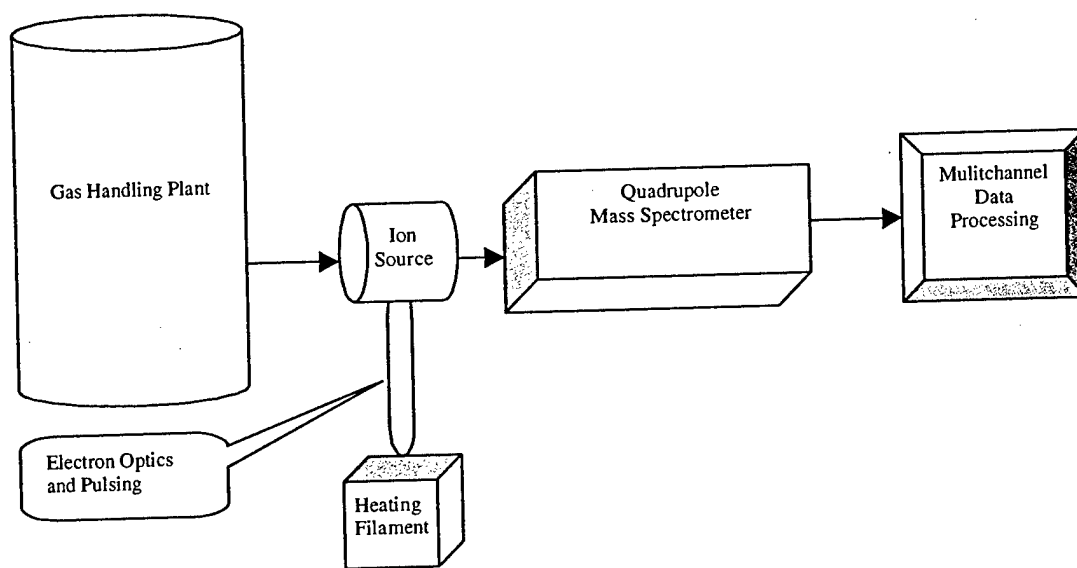 Gas Handling Plant
Ion
Source
Quadrupole
Mass Spectrometer
Mulitchannel
Data
Processing
Electron Optics
and Pulsing
Heating
Filament